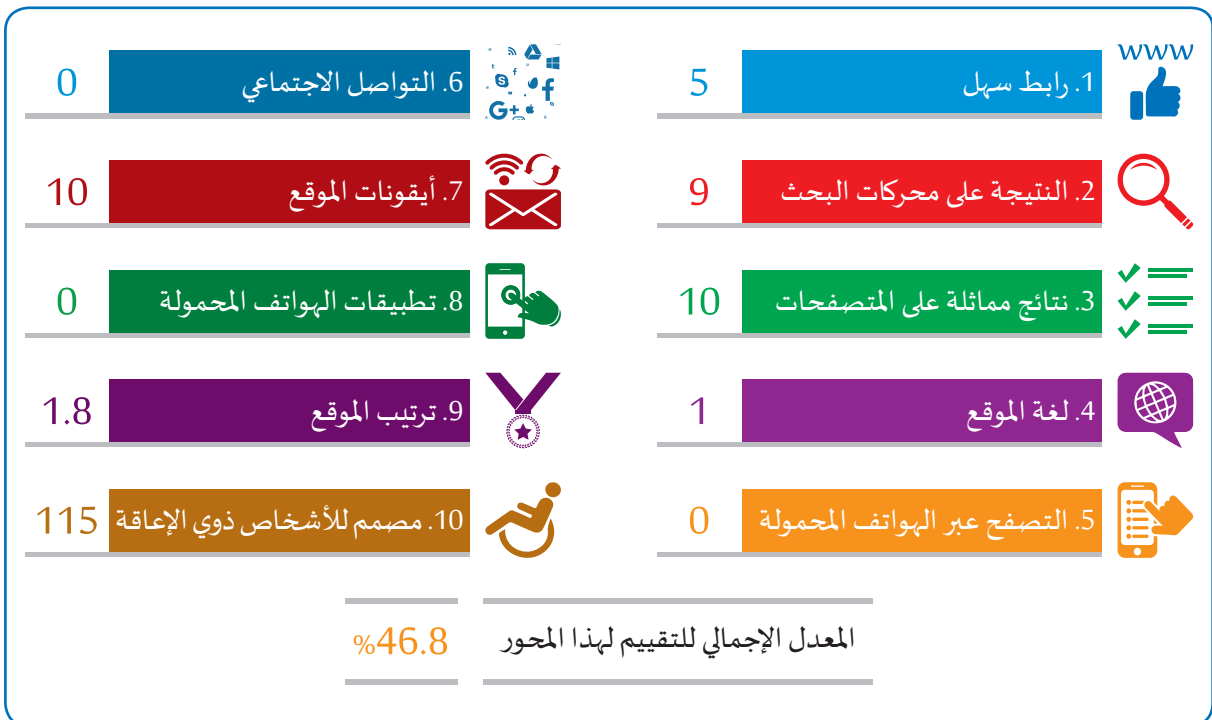 www
1. رابط سهل
5
2. النتيجة على محركات البحث
9
3. نتائج مماثلة على المتصفحات
10
4. لغة الموقع
1
5. التصفح عبر الهواتف المحمولة
0
6. التواصل الاجتماعي
0
7. أيقونات الموقع
10
8. تطبيقات الهواتف المحمولة
0
9. ترتيب الموقع
1.8
10. مصمم للأشخاص ذوي الإعاقة
115
المعدل الإجمالي للتقييم لهذا المحور
%46.8